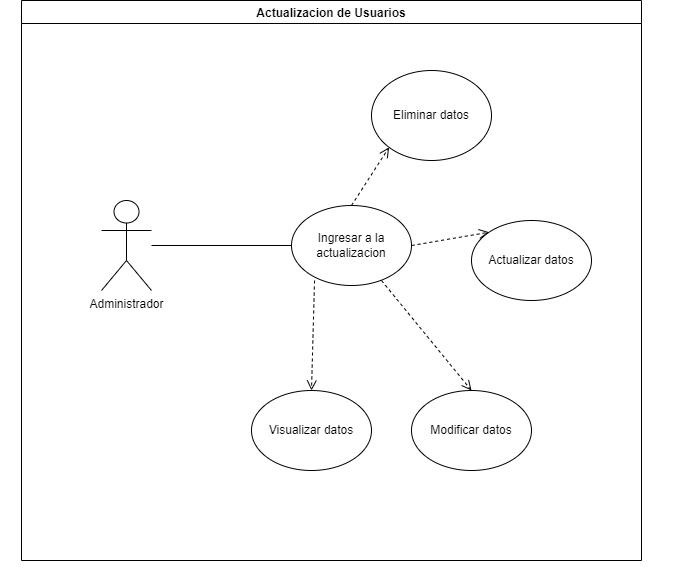 Actualizacion de Usuarios
Eliminar datos
Ingresar a la
actualizacion
Actualizar datos
Administrador
Visualizar datos
Modificar datos